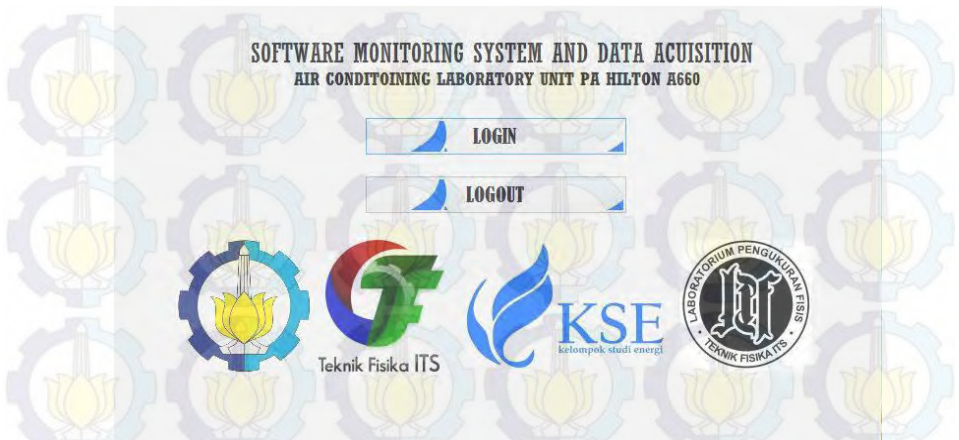 SOFTWARE MONITORING SYSTEM AND DATA ACUISITION
AIR CONDITOINING LABORATORY UNIT PA HILTON A660
LOGIN
LOGOUT
Teknik Fisika ITS
KSE
kelompok studi energi
LABORATORIUM PENGUKURAN FISIS
TEKNIK FISIKA ITS